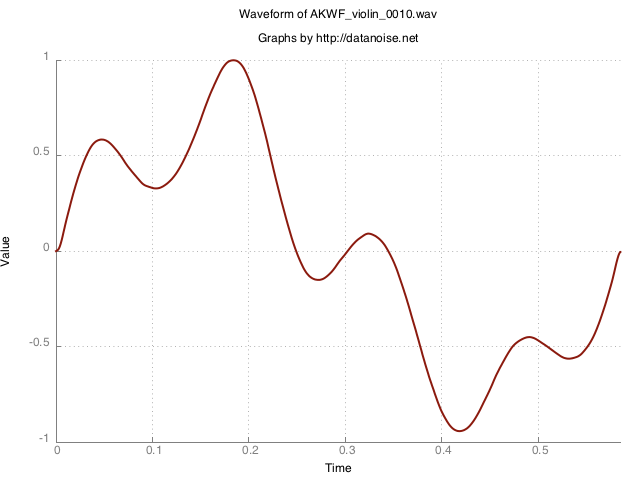 Waveform of AKWF_violin_0010.wav
Graphs by http://datanoise.net
1
0.5
0
-0.5
-1
Value
0 0.1 0.2 0.3 0.4 0.5
Time